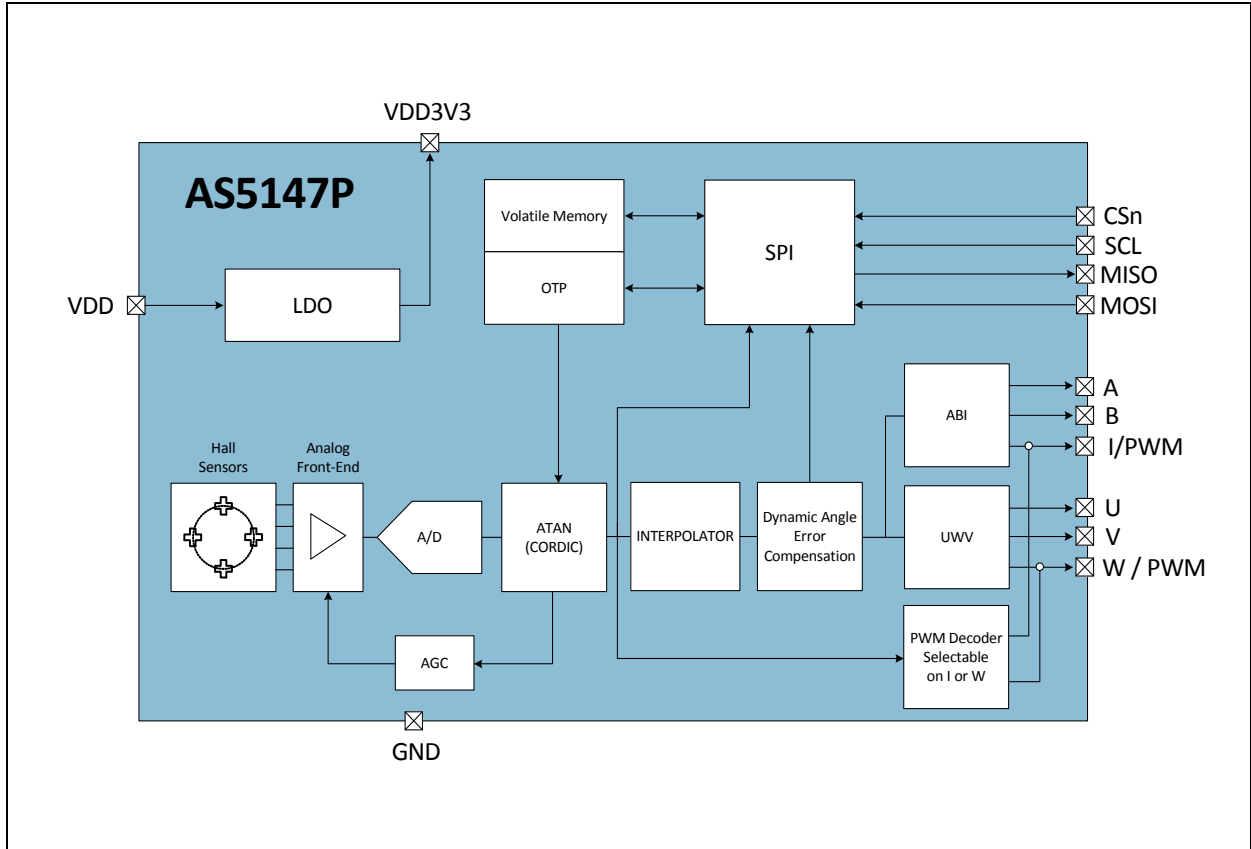 VDD3V3
AS5147P
Volatile Memory
OTP
SPI
CSn
SCL
MISO
MOSI
VDD
LDO
A
B
I/PWM
ABI
Hall
Sensors
Analog
Front-End
A/D
ATAN
(CORDIC)
INTERPOLATOR
Dynamic Angle
Error
Compensation
UWV
U
V
W / PWM
AGC
PWM Decoder
Selectable
on I or W
GND